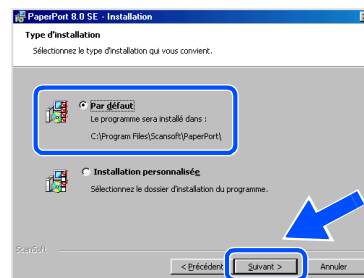 PaperPort 8.0 SE - Installation
Type d'installation
Sélectionnez le type d'installation qui vous convient.
Par défaut
Le programme sera installé dans :
C:\Program Files\Scansoft\PaperPort\
Installation personnalisée
Sélectionnez le dossier d'installation du programme.
ScanSoft
< Précédent
Suivant >
Annuler